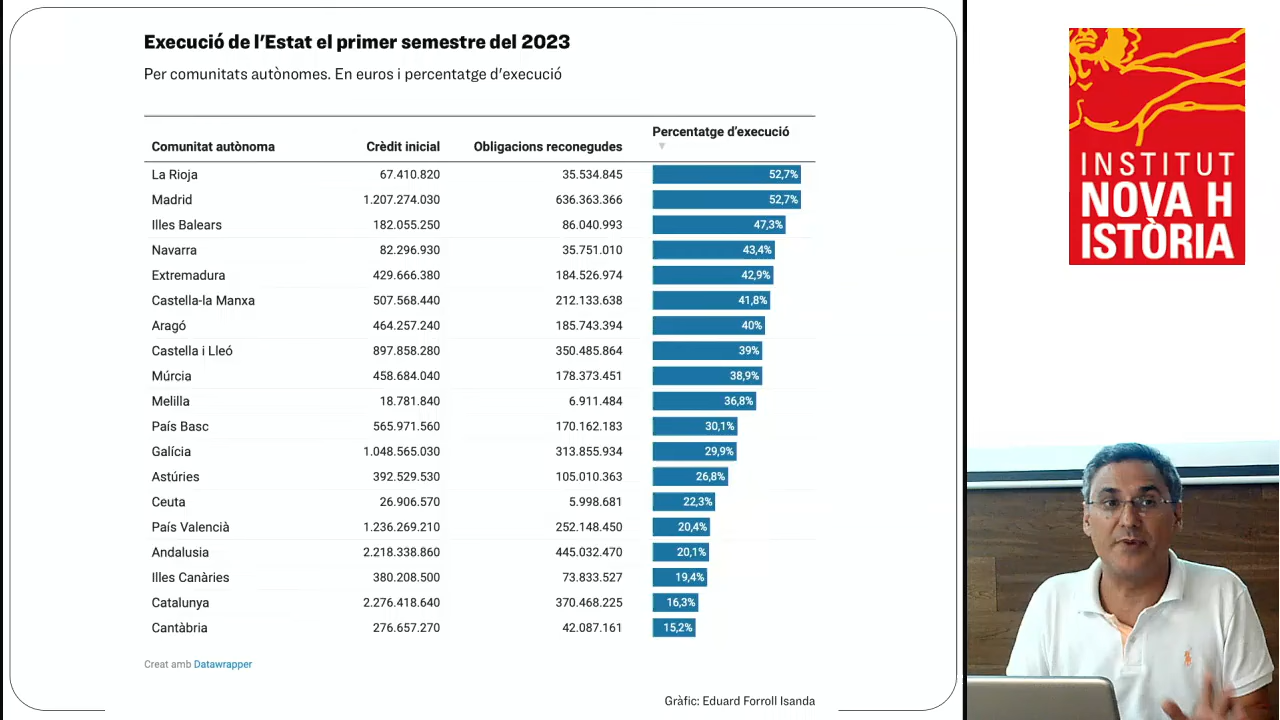 Execució de l'Estat el primer semestre del 2023
Per comunitats autònomes. En euros i percentatge d'execució
Comunitat autònoma Crèdit inicial Obligacions reconegudes Percentatge d'execució
La Rioja 67.410.820 35.534.845 52,7%
Madrid 1.207.274.030 636.363.366 52,7%
Illes Balears 182.055.250 86.040.993 47,3%
Navarra 82.296.930 35.751.010 43,4%
Extremadura 429.666.380 184.526.974 42,9%
Castella-la Manxa 507.568.440 212.133.638 41,8%
Aragó 464.257.240 185.743.394 40%
Castella i Lleó 897.858.280 350.485.864 39%
Múrcia 458.684.040 178.373.451 38,9%
Melilla 18.781.840 6.911.484 36,8%
País Basc 565.971.560 170.162.183 30,1%
Galícia 1.048.565.030 313.855.934 29,9%
Astúries 392.529.530 105.010.363 26,8%
Ceuta 26.906.570 5.998.681 22,3%
País Valencià 1.236.269.210 252.148.450 20,4%
Andalusia 2.218.338.860 445.032.470 20,1%
Illes Canàries 380.208.500 73.833.527 19,4%
Catalunya 2.276.418.640 370.468.225 16,3%
Cantàbria 276.657.270 42.087.161 15,2%
Creat amb Datawrapper
Gràfic: Eduard Forroll Isanda
INSTITUT
NOVA H
ISTÒRIA